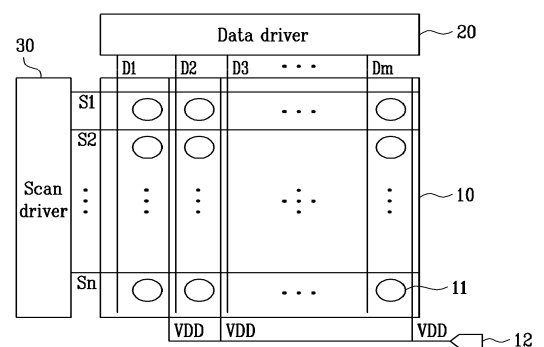 Data driver
20
30
D1 D2 D3 Dm
S1
S2
Scan
driver
10
Sn
11
VDD VDD VDD
12